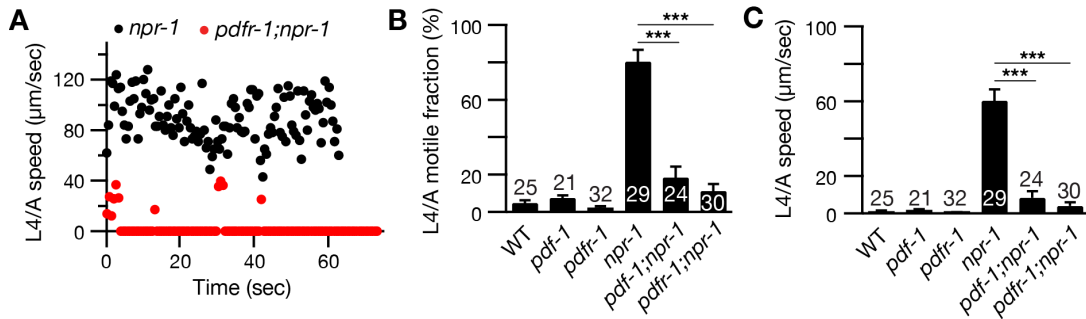 A
npr-1
pdfr-1;npr-1
L4/A speed (µm/sec)
120
80
40
0
0
20
40
60
Time (sec)
B
L4/A motile fraction (%)
100
80
60
40
20
0
***
***
25
21
32
29
24
30
WT
pdf-1
pdfr-1
npr-1
pdf-1;npr-1
pdfr-1;npr-1
C
L4/A speed (µm/sec)
100
60
20
0
***
***
25
21
32
29
24
30
WT
pdf-1
pdfr-1
npr-1
pdf-1;npr-1
pdfr-1;npr-1